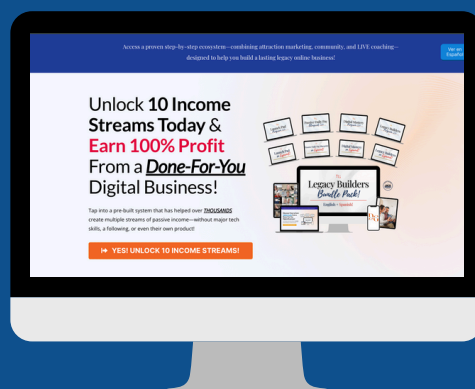 Access a proven step-by-step ecosystem—combining attraction marketing, community, and LIVE coaching—
designed to help you build a lasting legacy online business!
Ver en
Español
Unlock 10 Income
Streams Today &
Earn 100% Profit
From a Done-For-You
Digital Business!
Tap into a pre-built system that has helped over THOUSANDS
create multiple streams of passive income—without major tech
skills, a following, or even their own product!
YES! UNLOCK 10 INCOME STREAMS!
Legacy Builders
Bundle Pack!
English + Spanish!